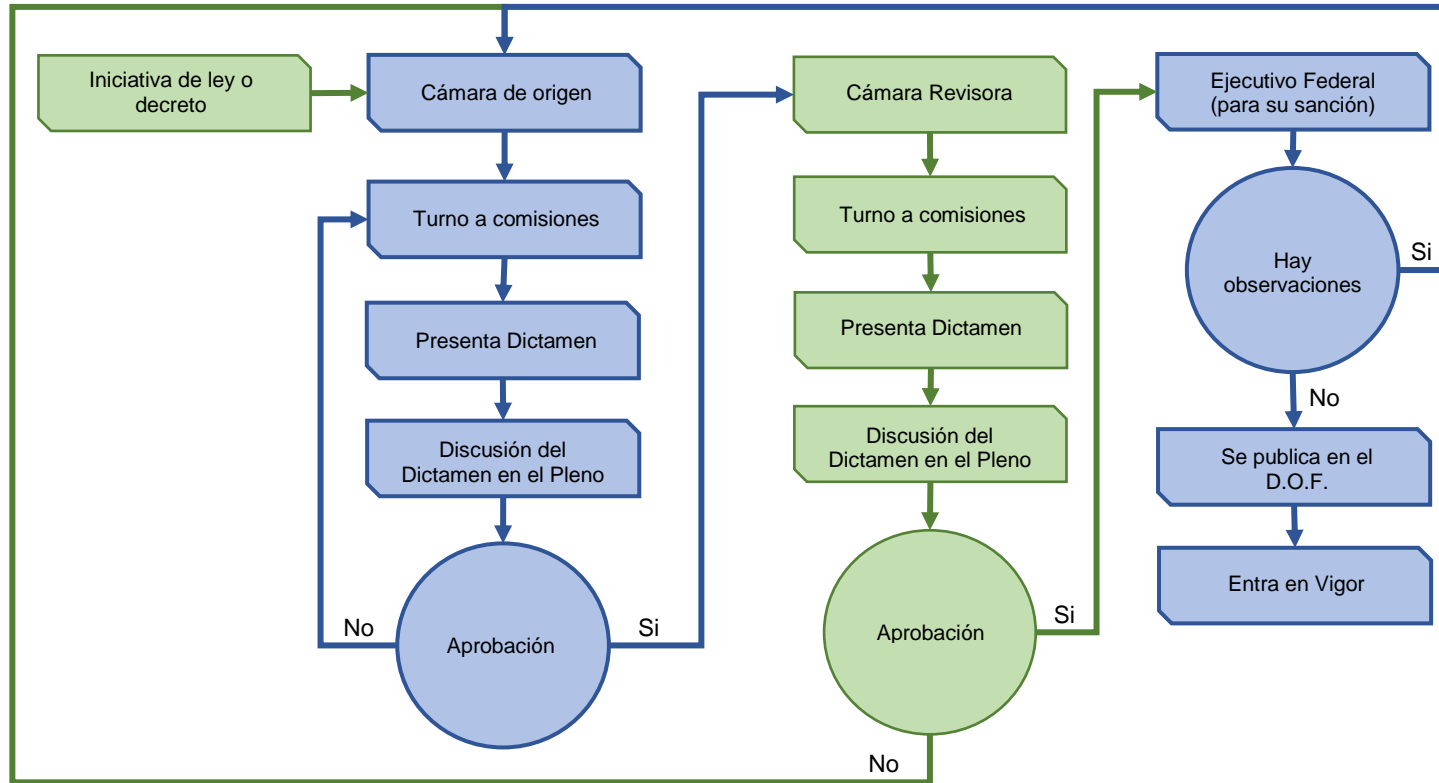 Iniciativa de ley o
decreto
Cámara de origen
Turno a comisiones
Presenta Dictamen
Discusión del
Dictamen en el Pleno
Aprobación
No
Si
Cámara Revisora
Turno a comisiones
Presenta Dictamen
Discusión del
Dictamen en el Pleno
Aprobación
No
Si
Ejecutivo Federal
(para su sanción)
Hay
observaciones
Si
No
Se publica en el
D.O.F.
Entra en Vigor